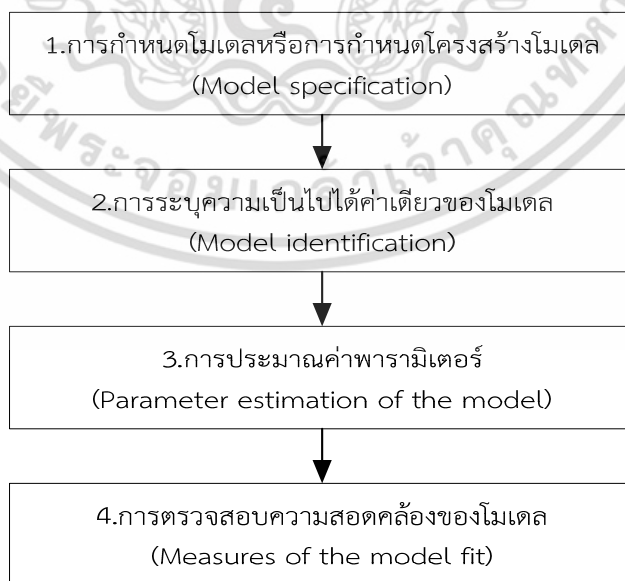 1.การกำหนดโมเดลหรือการกำหนดโครงสร้างโมเดล
(Model specification)
2.การระบุความเป็นไปได้ค่าเดียวของโมเดล
(Model identification)
3.การประมาณค่าพารามิเตอร์
(Parameter estimation of the model)
4.การตรวจสอบความสอดคล้องของโมเดล
(Measures of the model fit)